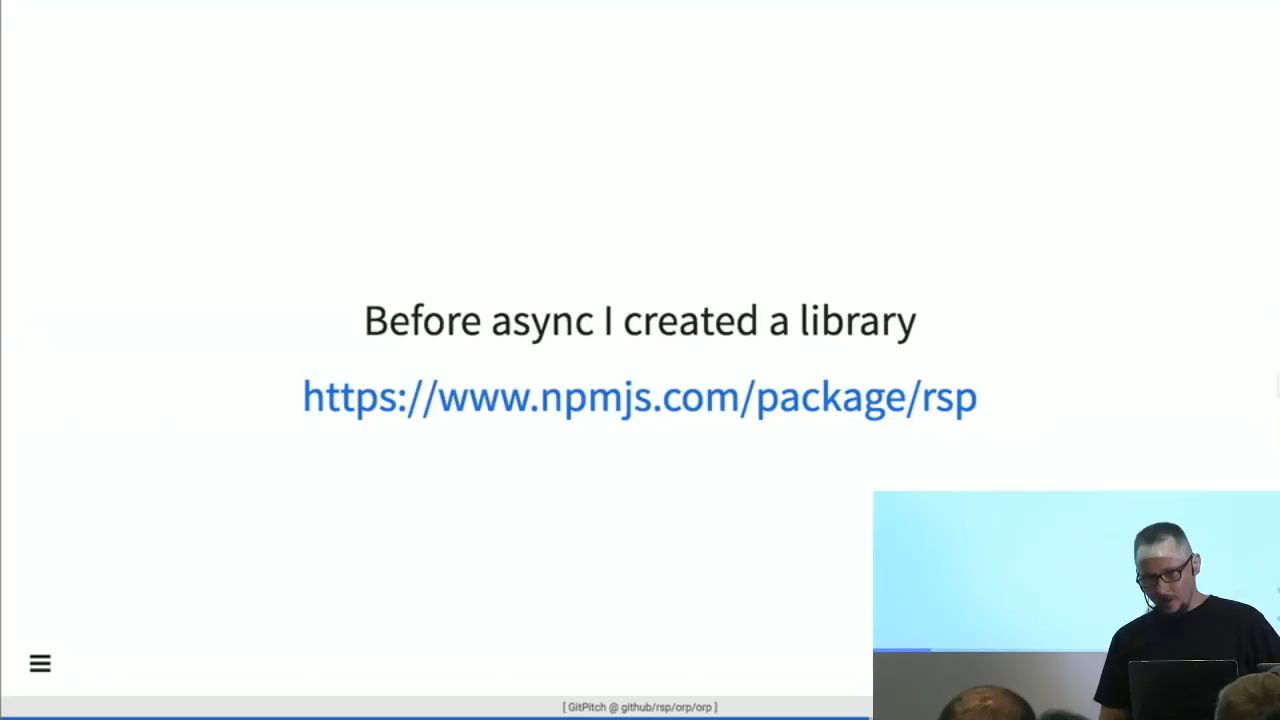 Before async I created a library
https://www.npmjs.com/package/rsp
[ GitPitch @ github/rsp/orp/orp ]